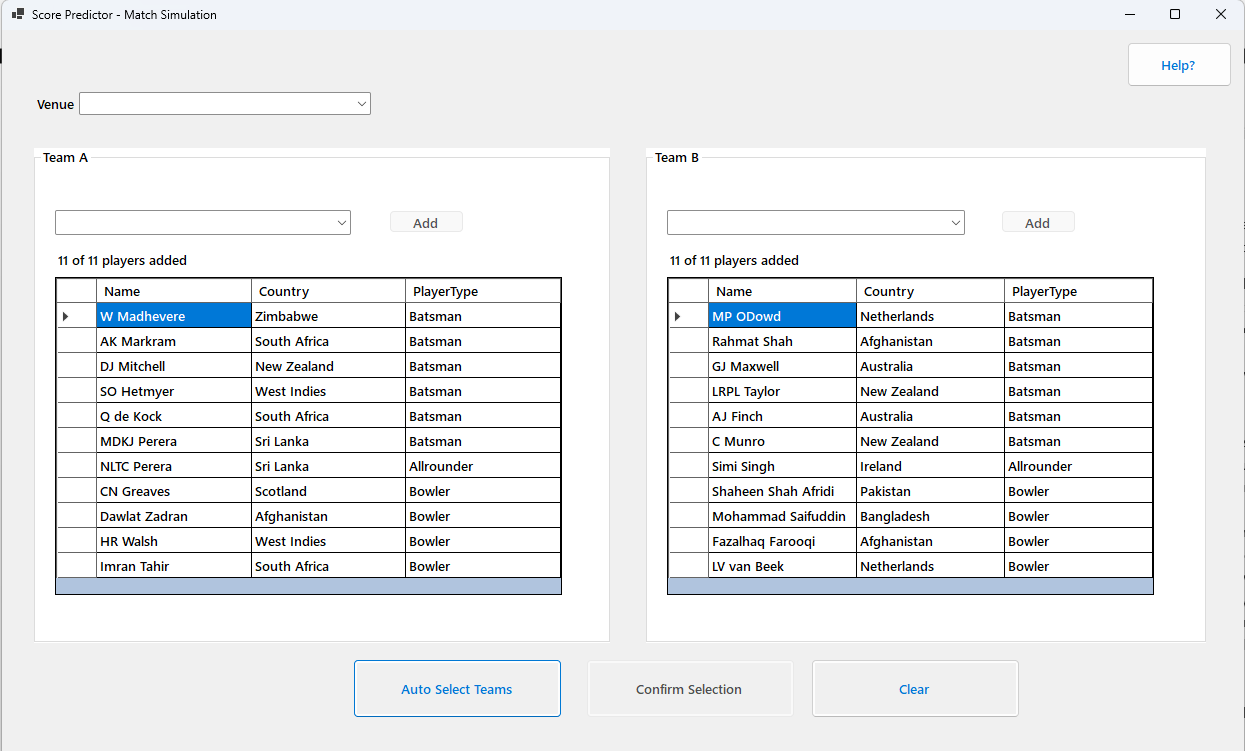 Score Predictor - Match Simulation
Help?
Venue
Team A
Add
11 of 11 players added
Name Country PlayerType
W Madhevere Zimbabwe Batsman
AK Markram South Africa Batsman
DJ Mitchell New Zealand Batsman
SO Hetmyer West Indies Batsman
Q de Kock South Africa Batsman
MDKJ Perera Sri Lanka Batsman
NLTC Perera Sri Lanka Allrounder
CN Greaves Scotland Bowler
Dawlat Zadran Afghanistan Bowler
HR Walsh West Indies Bowler
Imran Tahir South Africa Bowler
Team B
Add
11 of 11 players added
Name Country PlayerType
MP ODowd Netherlands Batsman
Rahmat Shah Afghanistan Batsman
GJ Maxwell Australia Batsman
LRPL Taylor New Zealand Batsman
AJ Finch Australia Batsman
C Munro New Zealand Batsman
Simi Singh Ireland Allrounder
Shaheen Shah Afridi Pakistan Bowler
Mohammad Saifuddin Bangladesh Bowler
Fazalhaq Farooqi Afghanistan Bowler
LV van Beek Netherlands Bowler
Auto Select Teams
Confirm Selection
Clear